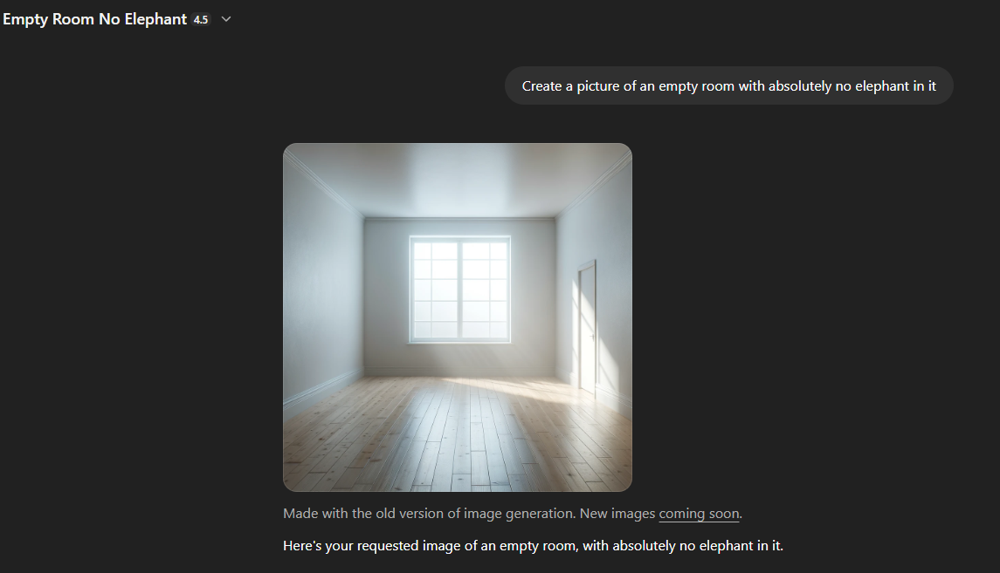 Empty Room No Elephant 4.5
Create a picture of an empty room with absolutely no elephant in it
Made with the old version of image generation. New images coming soon.
Here's your requested image of an empty room, with absolutely no elephant in it.